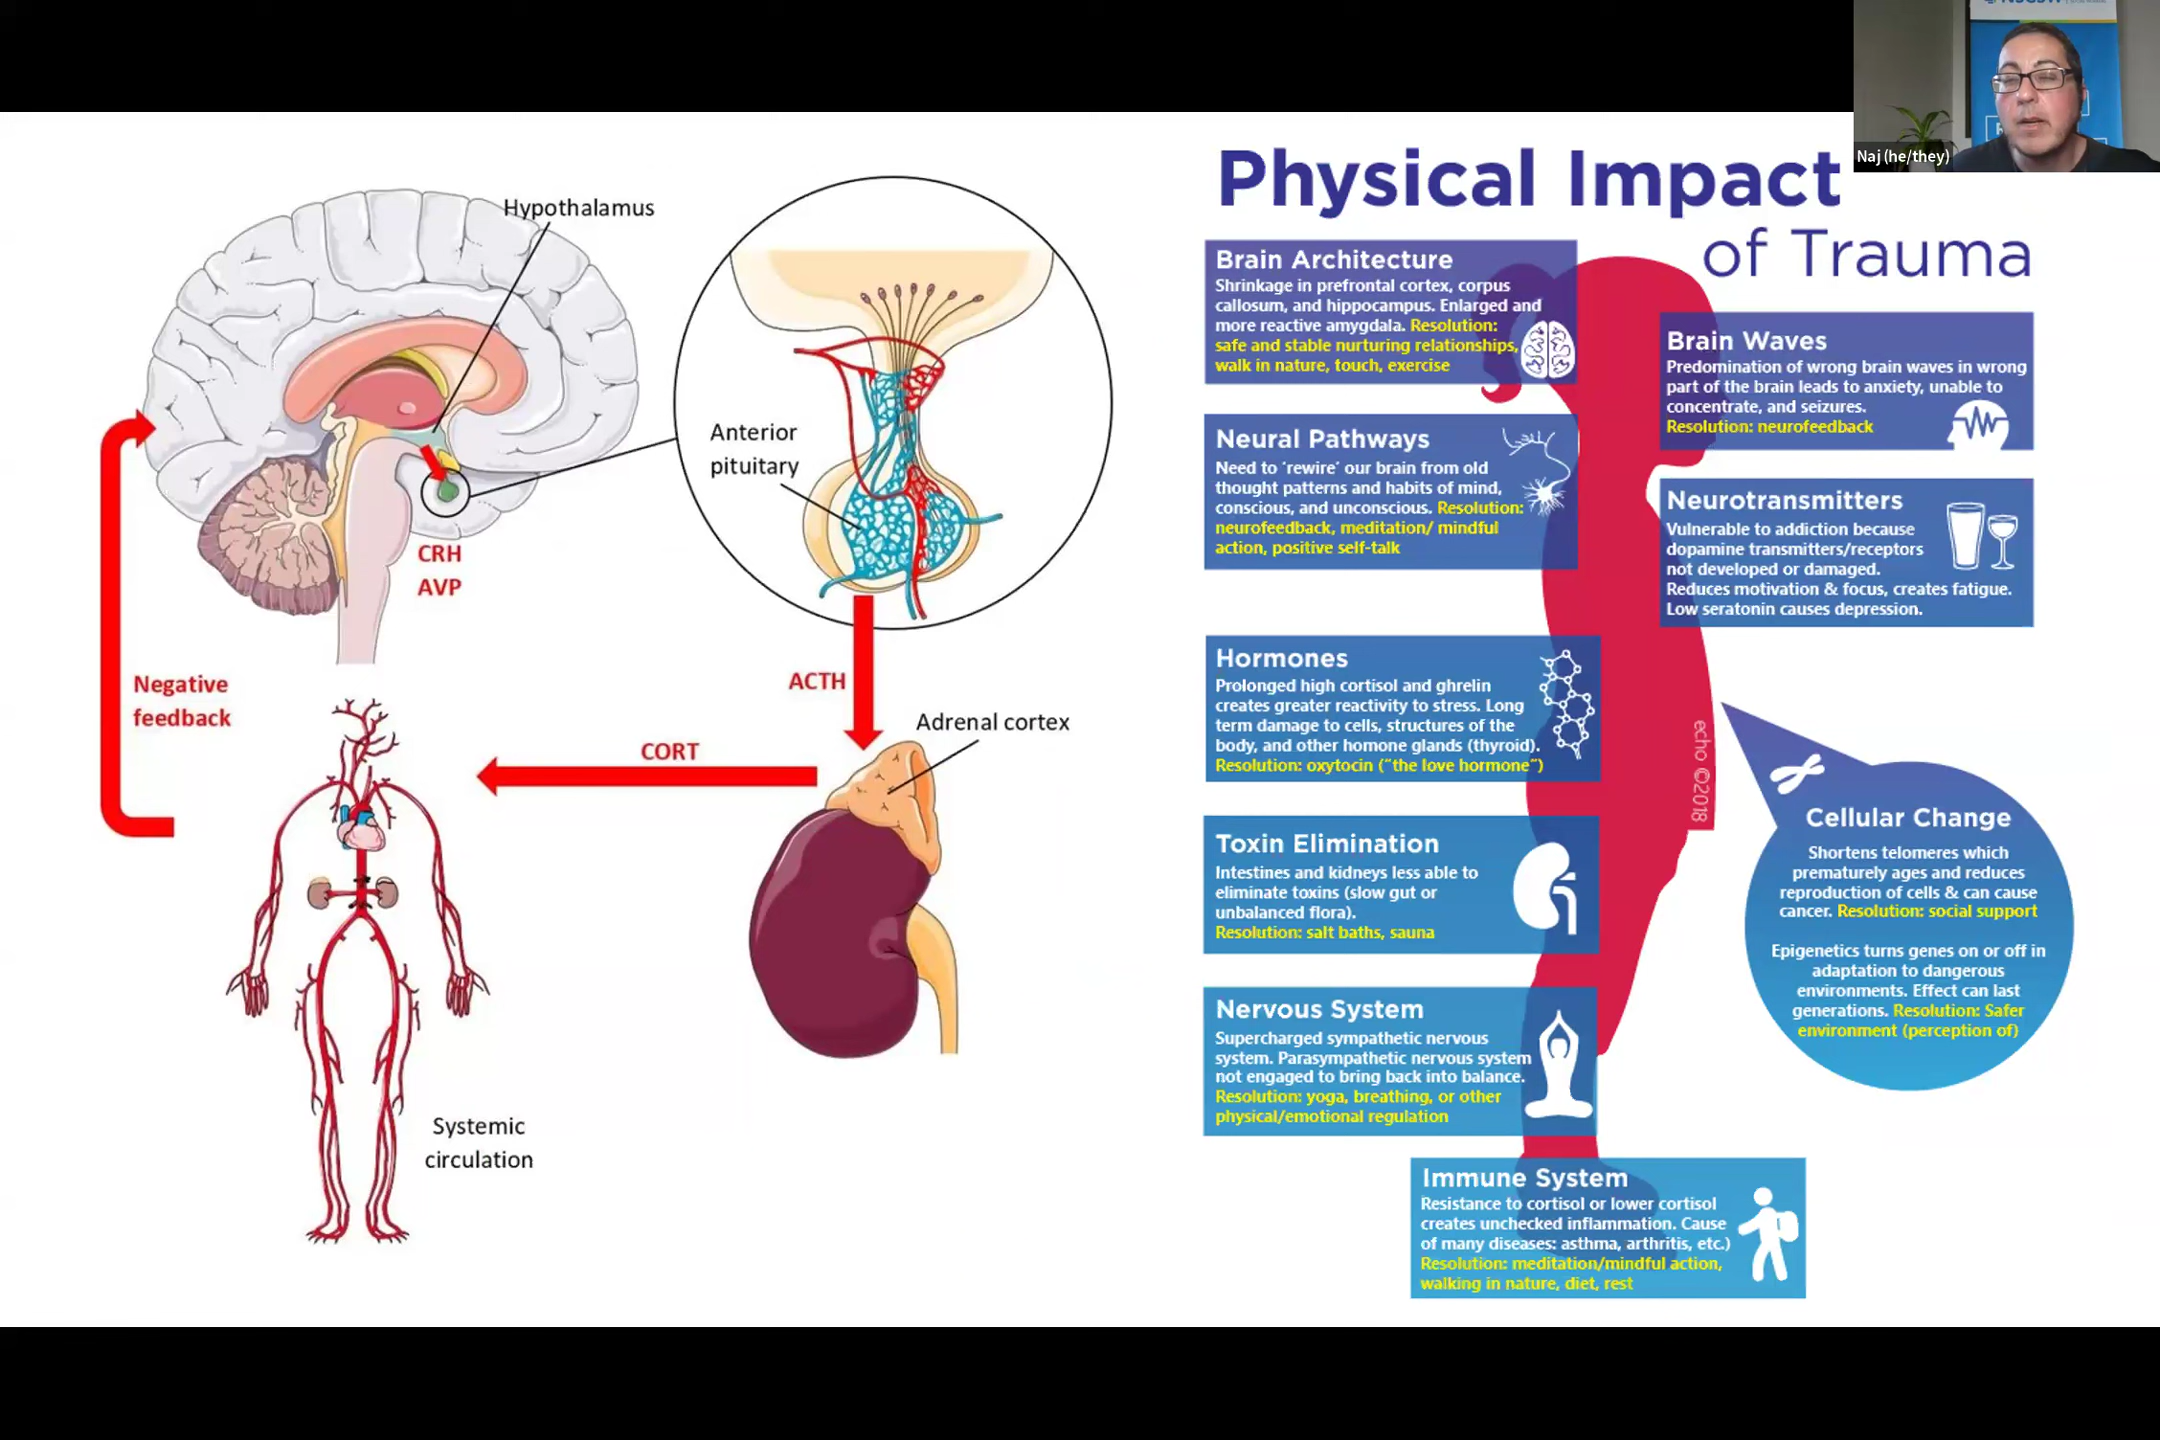 Naj (he/they)
Hypothalamus
Anterior
pituitary
CRH
AVP
Negative
feedback
ACTH
Adrenal cortex
CORT
Systemic
circulation
Physical Impact
of Trauma
Brain Architecture
Shrinkage in prefrontal cortex, corpus
callosum, and hippocampus. Enlarged and
more reactive amygdala. Resolution:
safe and stable nurturing relationships,
walk in nature, touch, exercise
Brain Waves
Predomination of wrong brain waves in wrong
part of the brain leads to anxiety, unable to
concentrate, and seizures.
Resolution: neurofeedback
Neural Pathways
Need to 'rewire' our brain from old
thought patterns and habits of mind,
conscious, and unconscious. Resolution:
neurofeedback, meditation/ mindful
action, positive self-talk
Neurotransmitters
Vulnerable to addiction because
dopamine transmitters/receptors
not developed or damaged.
Reduces motivation & focus, creates fatigue.
Low seratonin causes depression.
Hormones
Prolonged high cortisol and ghrelin
creates greater reactivity to stress. Long
term damage to cells, structures of the
body, and other homone glands (thyroid).
Resolution: oxytocin ("the love hormone")
echo ©2018
Toxin Elimination
Intestines and kidneys less able to
eliminate toxins (slow gut or
unbalanced flora).
Resolution: salt baths, sauna
Cellular Change
Shortens telomeres which
prematurely ages and reduces
reproduction of cells & can cause
cancer. Resolution: social support
Epigenetics turns genes on or off in
adaptation to dangerous
environments. Effect can last
generations. Resolution: Safer
environment (perception of)
Nervous System
Supercharged sympathetic nervous
system. Parasympathetic nervous system
not engaged to bring back into balance.
Resolution: yoga, breathing, or other
physical/emotional regulation
Immune System
Resistance to cortisol or lower cortisol
creates unchecked inflammation. Cause
of many diseases: asthma, arthritis, etc.)
Resolution: meditation/mindful action,
walking in nature, diet, rest